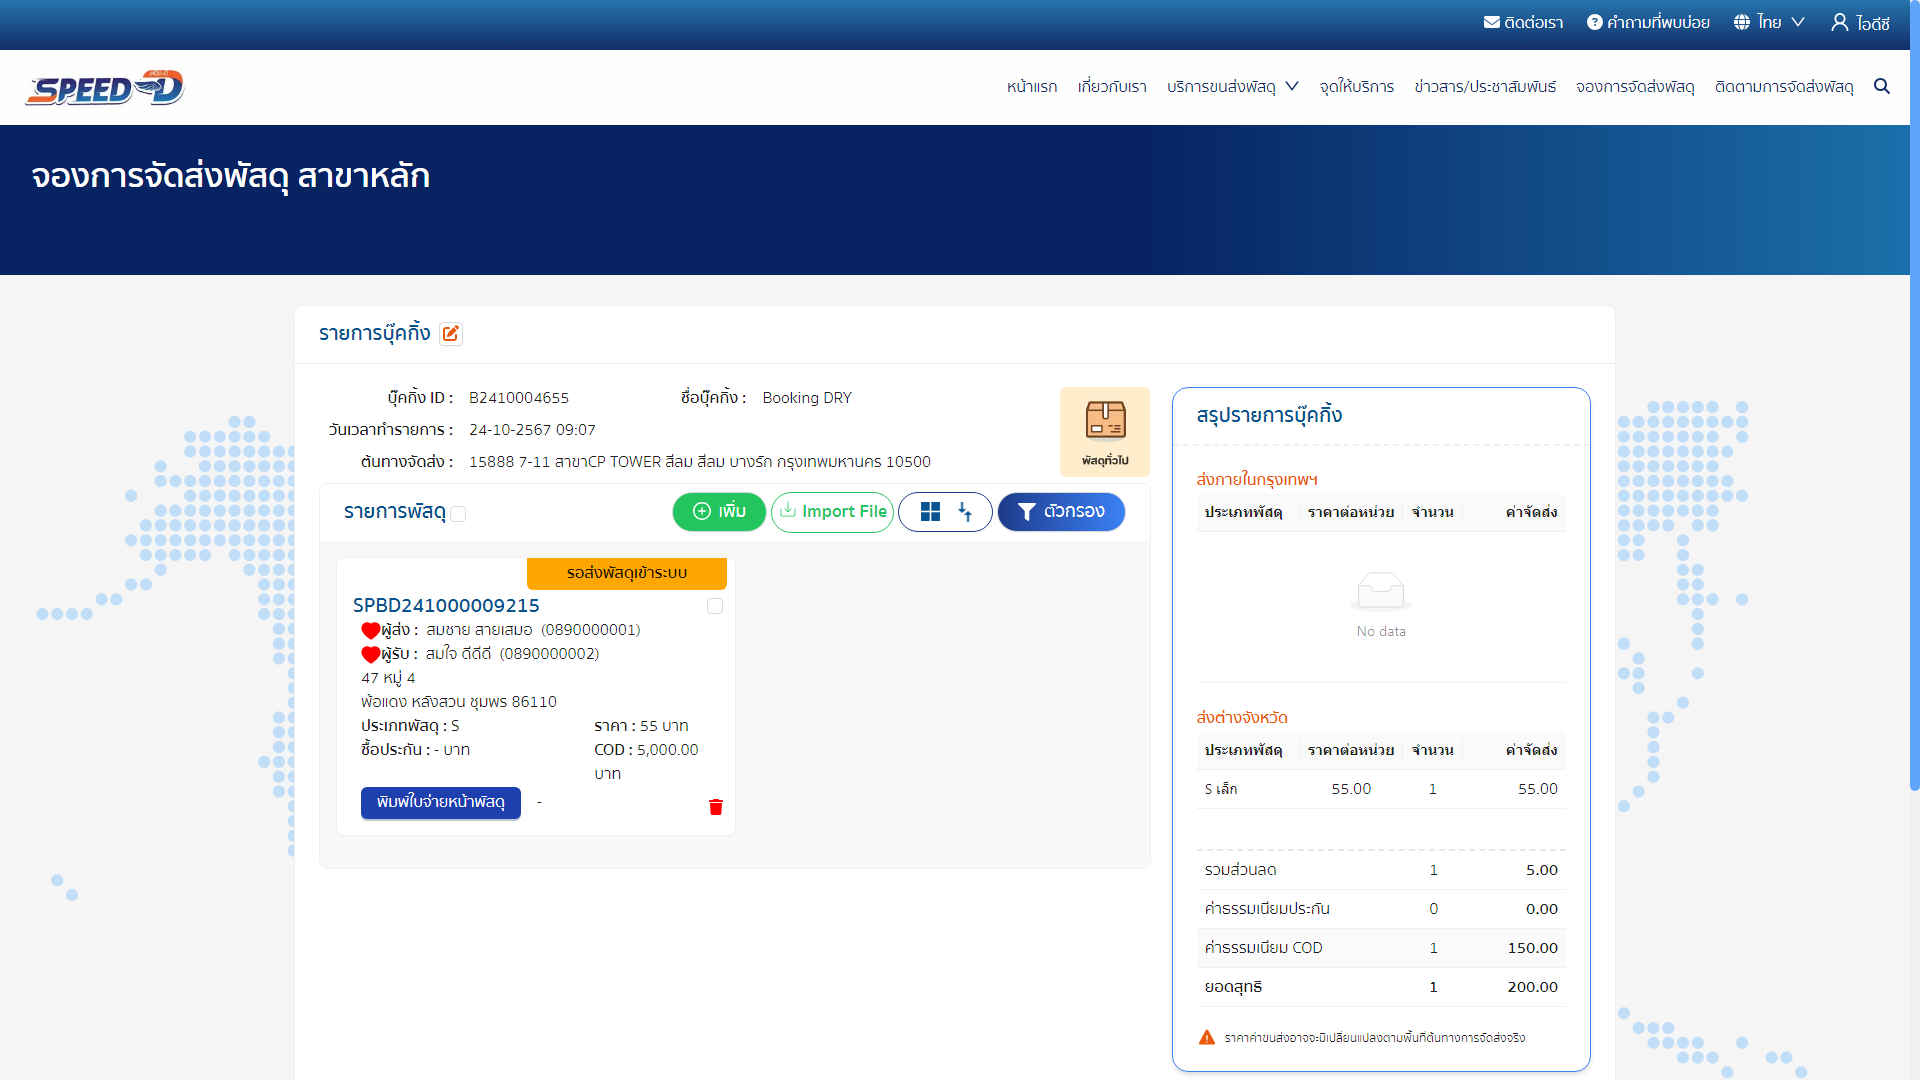 ติดต่อเรา คำถามที่พบบ่อย ไทย ไอดีซี
SPEED-D
หน้าแรก เกี่ยวกับเรา บริการขนส่งพัสดุ จุดให้บริการ ข่าวสาร/ประชาสัมพันธ์ จองการจัดส่งพัสดุ ติดตามการจัดส่งพัสดุ
จองการจัดส่งพัสดุ สาขาหลัก
รายการบุ๊คกิ้ง
บุ๊คกิ้ง ID : B2410004655 ชื่อบุ๊คกิ้ง : Booking DRY
วันเวลาทำรายการ : 24-10-2567 09:07
ต้นทางจัดส่ง : 15888 7-11 สาขาCP TOWER สีลม สีลม บางรัก กรุงเทพมหานคร 10500
พัสดุทั่วไป
รายการพัสดุ เพิ่ม Import File ตัวกรอง
รอส่งพัสดุเข้าระบบ
SPBD241000009215
ผู้ส่ง : สมชาย สายเสมอ (0890000001)
ผู้รับ : สมใจ ดีดีดี (0890000002)
47 หมู่ 4
พ้อแดง หลังสวน ชุมพร 86110
ประเภทพัสดุ : S ราคา : 55 บาท
ซื้อประกัน : - บาท COD : 5,000.00 บาท
พิมพ์ใบจ่ายหน้าพัสดุ -
สรุปรายการบุ๊คกิ้ง
ส่งภายในกรุงเทพฯ
ประเภทพัสดุ ราคาต่อหน่วย จำนวน ค่าจัดส่ง
No data
ส่งต่างจังหวัด
ประเภทพัสดุ ราคาต่อหน่วย จำนวน ค่าจัดส่ง
S เล็ก 55.00 1 55.00
รวมส่วนลด 1 5.00
ค่าธรรมเนียมประกัน 0 0.00
ค่าธรรมเนียม COD 1 150.00
ยอดสุทธิ 1 200.00
ราคาค่าขนส่งอาจจะมีเปลี่ยนแปลงตามพื้นที่ต้นทางการจัดส่งจริง